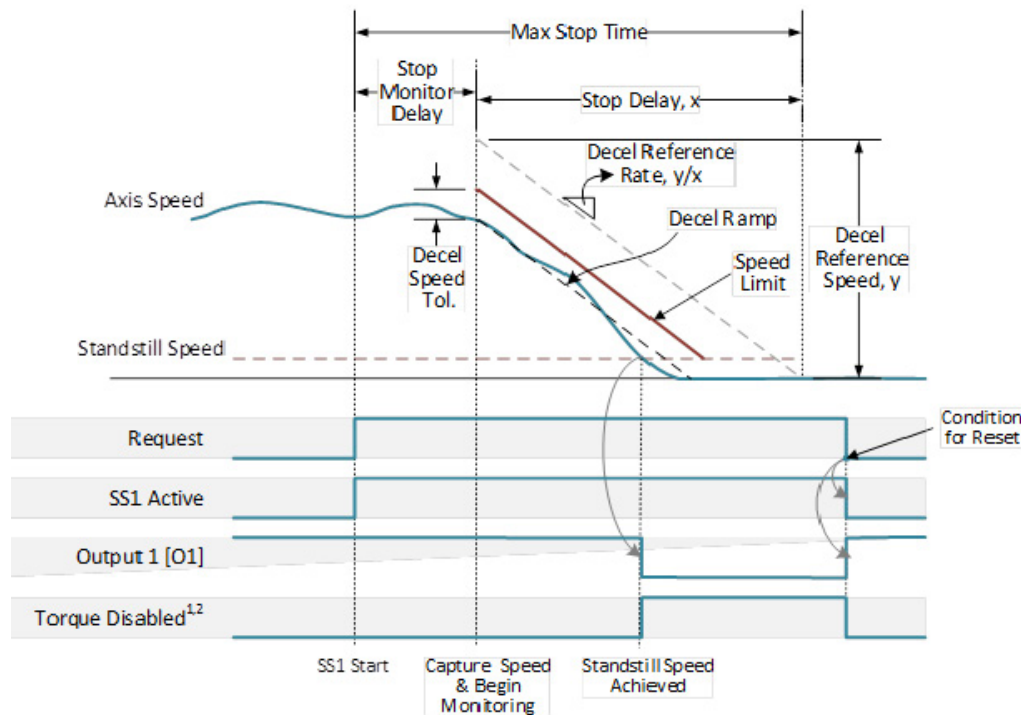 Max Stop Time
Stop
Monitor
Delay
Stop Delay, x
Decel Reference
Rate, y/x
Axis Speed
Decel Ramp
Decel
Speed
Tol.
Speed
Limit
Decel
Reference
Speed, y
Standstill Speed
Request
Condition
for Reset
SS1 Active
Output 1 [O1]
Torque Disabled1,2
SS1 Start
Capture Speed
& Begin
Monitoring
Standstill Speed
Achieved